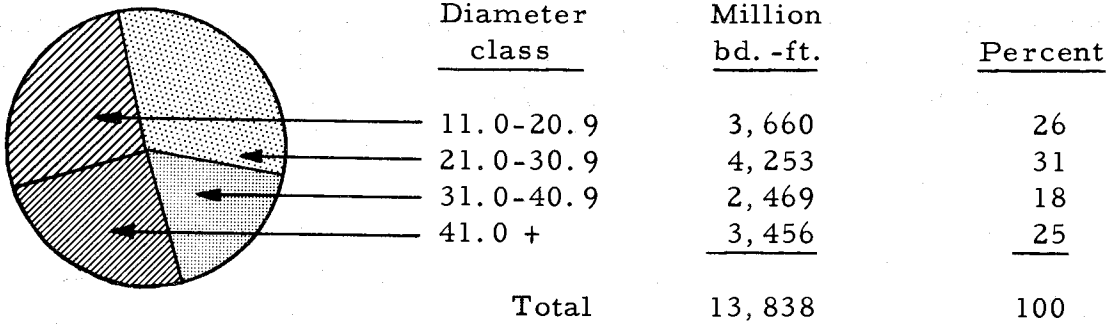 Diameter Million
class bd. -ft. Percent
11. 0-20. 9 3, 660 26
21. 0-30. 9 4, 253 31
31. 0-40. 9 2, 469 18
41. 0 + 3, 456 25
Total 13, 838 100